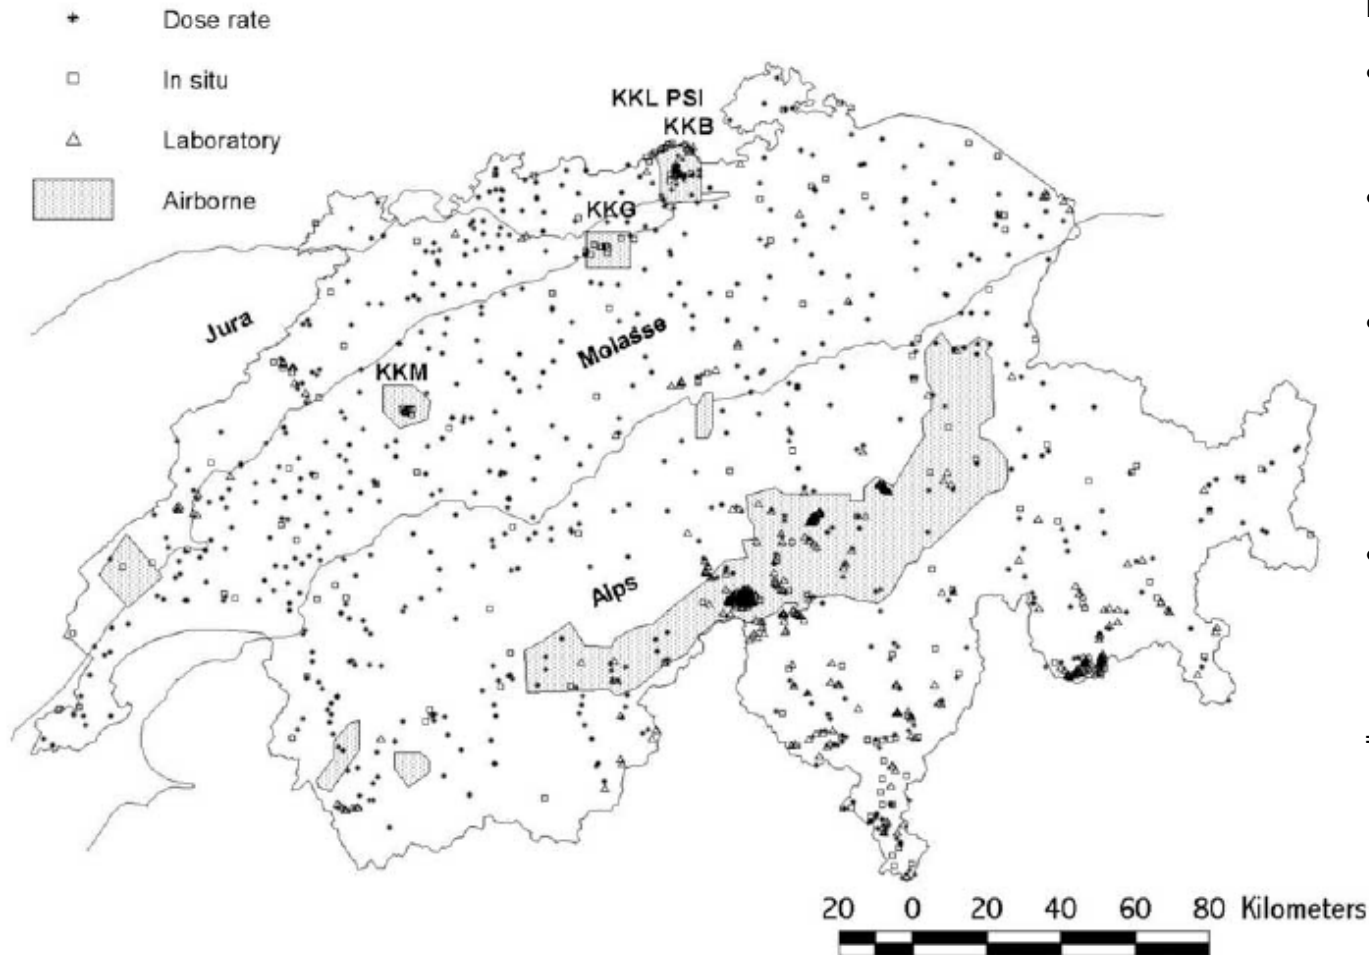 Dose rate
In situ
Laboratory
Airborne
KKL PSI
KKB
KKG
Jura
Molasse
KKM
Alps
20 0 20 40 60 80 Kilometers